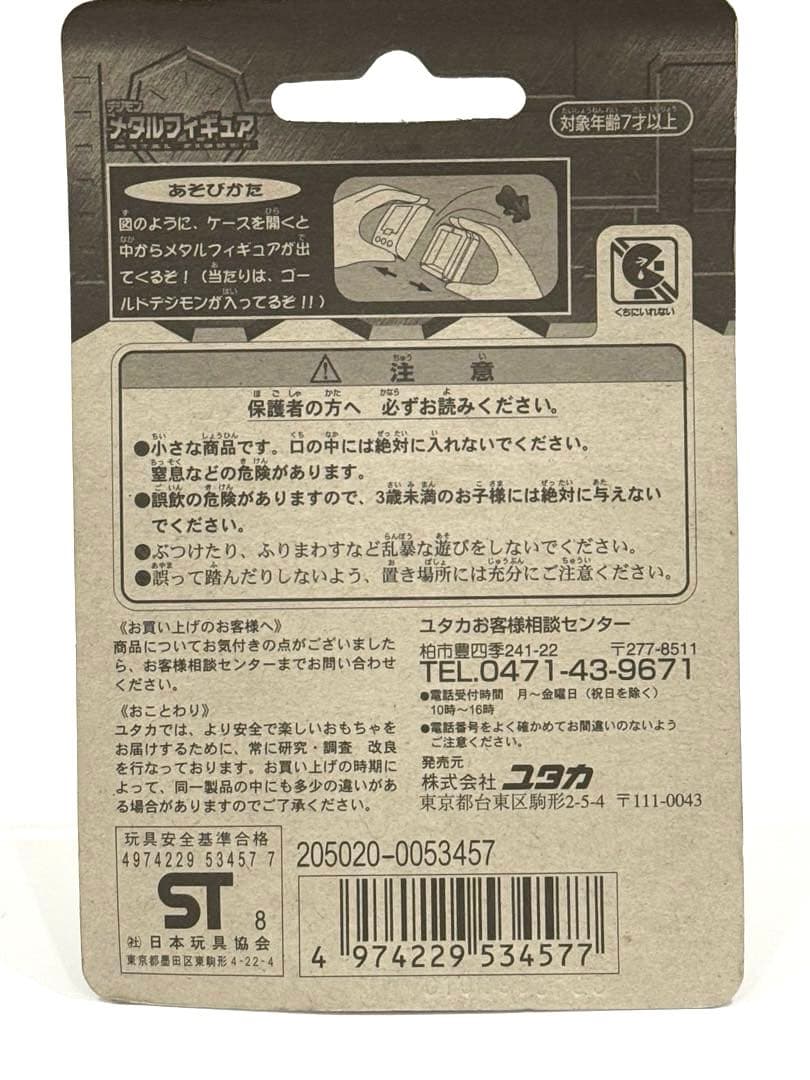 デジモン
メタルフィギュア
METAL FIGURE
対象年齢7才以上
あそびかた
図のように、ケースを開くと
中からメタルフィギュアが出
てくるぞ！（当たりは、ゴー
ルドデジモンが入ってるぞ!!）
くちにいれない
注意
保護者の方へ 必ずお読みください。
●小さな商品です。口の中には絶対に入れないでください。
窒息などの危険があります。
●誤飲の危険がありますので、3歳未満のお子様には絶対に与えない
でください。
●ぶつけたり、ふりまわすなど乱暴な遊びをしないでください。
●誤って踏んだりしないよう、置き場所には充分にご注意ください。
《お買い上げのお客様へ》
商品についてお気付きの点がございました
ら、お客様相談センターまでお問い合わせ
ください。
《おことわり》
ユタカでは、より安全で楽しいおもちゃを
お届けするために、常に研究・調査 改良
を行なっております。お買い上げの時期に
よって、同一製品の中にも多少の違いがあ
る場合がありますのでご了承ください。
ユタカお客様相談センター
柏市豊四季241-22 〒277-8511
TEL.0471-43-9671
●電話受付時間 月～金曜日（祝日を除く）
10時～16時
●電話番号をよく確かめてお間違いのないよう
ご注意ください。
発売元
株式会社 ユタカ
東京都台東区駒形2-5-4 〒111-0043
玩具安全基準合格
4974229 53457 7
ST 8
㈳日本玩具協会
東京都墨田区東駒形4-22-4
205020-0053457
4 974229 534577